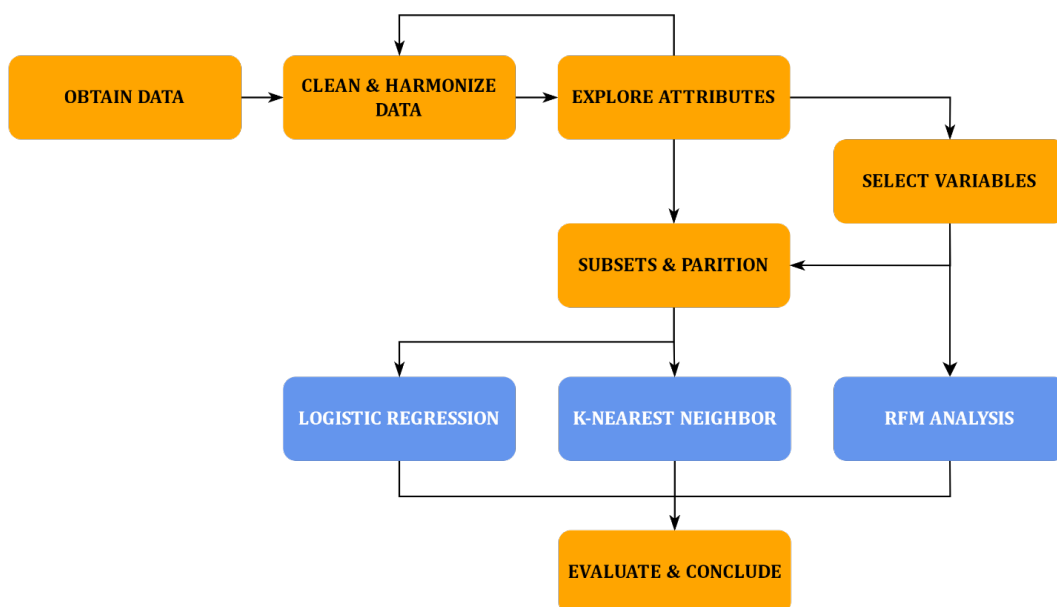 OBTAIN DATA
CLEAN & HARMONIZE
DATA
EXPLORE ATTRIBUTES
SELECT VARIABLES
SUBSETS & PARITION
LOGISTIC REGRESSION
K-NEAREST NEIGHBOR
RFM ANALYSIS
EVALUATE & CONCLUDE